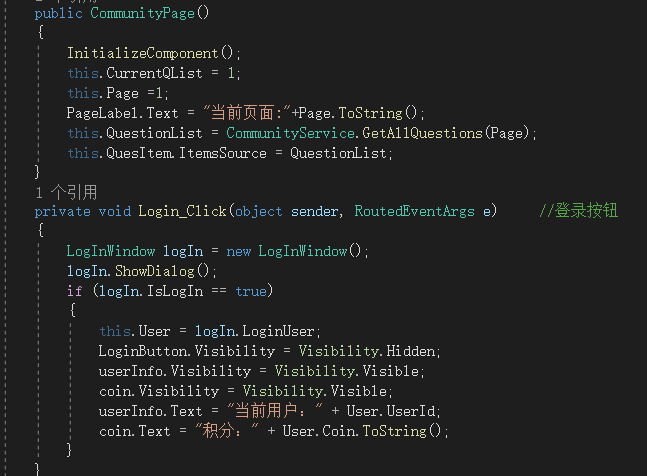 public CommunityPage()
{
InitializeComponent();
this.CurrentQList = 1;
this.Page =1;
PageLabel.Text = "当前页面:"+Page.ToString();
this.QuestionList = CommunityService.GetAllQuestions(Page);
this.QuesItem.ItemsSource = QuestionList;
}
1 个引用
private void Login_Click(object sender, RoutedEventArgs e) //登录按钮
{
LogInWindow logIn = new LogInWindow();
logIn.ShowDialog();
if (logIn.IsLogIn == true)
{
this.User = logIn.LoginUser;
LoginButton.Visibility = Visibility.Hidden;
userInfo.Visibility = Visibility.Visible;
coin.Visibility = Visibility.Visible;
userInfo.Text = "当前用户：" + User.UserId;
coin.Text = "积分：" + User.Coin.ToString();
}
}